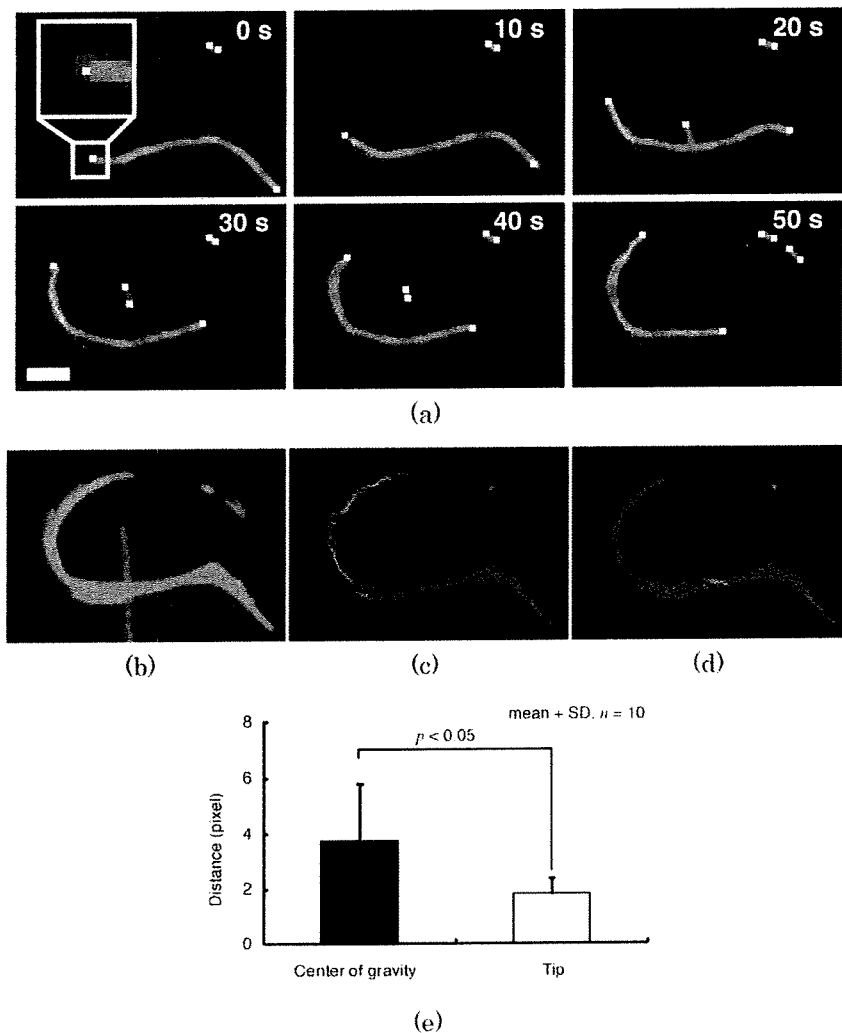 0 s
10 s
20 s
30 s
40 s
50 s
(a)
(b)
(c)
(d)
mean + SD, n = 10
p < 0.05
8
6
4
2
0
Distance (pixel)
Center of gravity
Tip
(e)